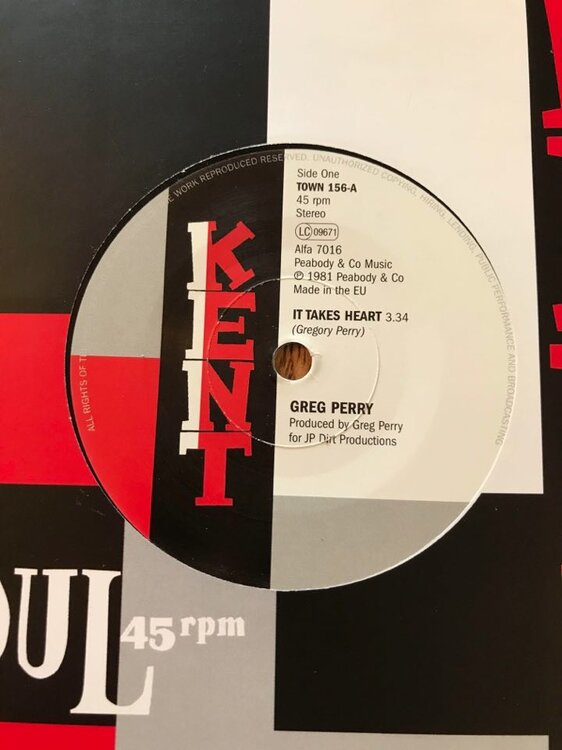 ALL RIGHTS OF T
E WORK REPRODUCED RESERVED. UNAUTHORIZED COPYING, HIRING, LENDING, PUBLIC PERFORMANCE AND BROADCASTING
Side One
TOWN 156-A
45 rpm
Stereo
LC 09671
Alfa 7016
Peabody & Co Music
℗ 1981 Peabody & Co
Made in the EU
IT TAKES HEART 3.34
(Gregory Perry)
KENT
GREG PERRY
Produced by Greg Perry
for JP Dirt Productions
OUL
45 rpm